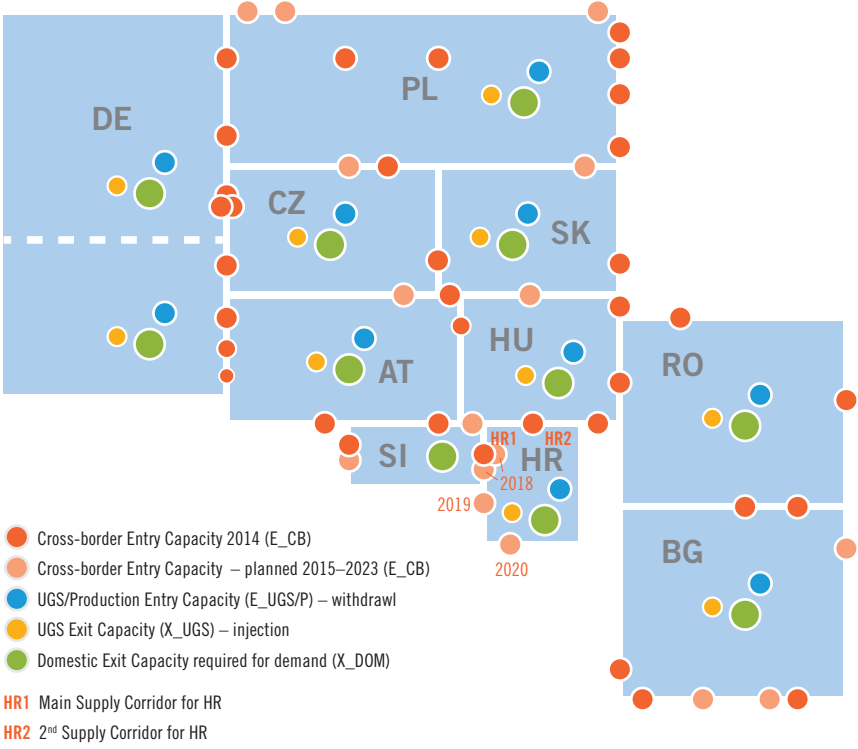 PL
DE
CZ
SK
HU
AT
RO
HR1 HR2
SI
HR
2018
2019
BG
2020
Cross-border Entry Capacity 2014 (E_CB)
Cross-border Entry Capacity – planned 2015–2023 (E_CB)
UGS/Production Entry Capacity (E_UGS/P) – withdrawl
UGS Exit Capacity (X_UGS) – injection
Domestic Exit Capacity required for demand (X_DOM)
HR1 Main Supply Corridor for HR
HR2 2nd Supply Corridor for HR